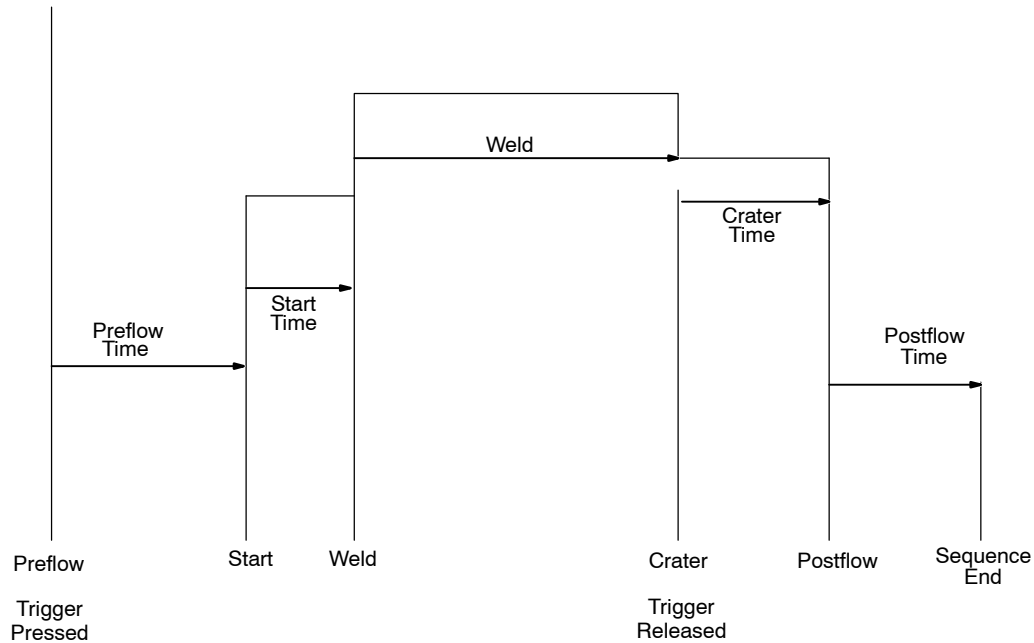 Weld
Crater
Time
Start
Time
Preflow
Time
Postflow
Time
Preflow
Start
Weld
Crater
Postflow
Sequence
End
Trigger
Pressed
Trigger
Released